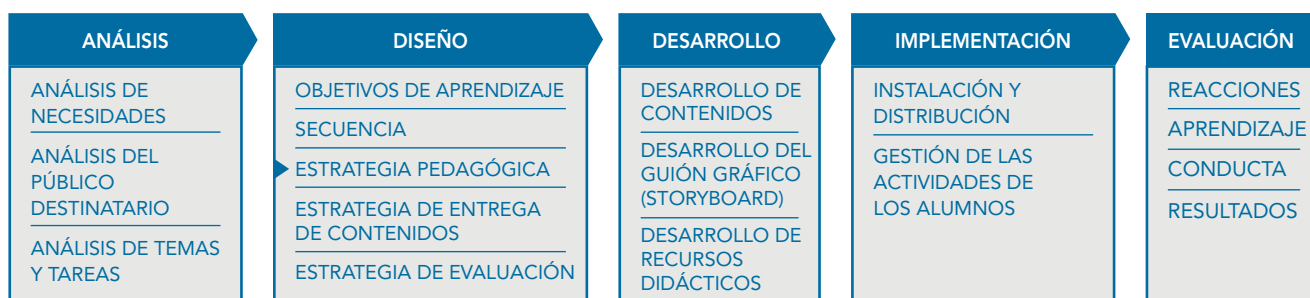 ANÁLISIS
ANÁLISIS DE
NECESIDADES
ANÁLISIS DEL
PÚBLICO
DESTINATARIO
ANÁLISIS DE TEMAS
Y TAREAS
DISEÑO
OBJETIVOS DE APRENDIZAJE
SECUENCIA
ESTRATEGIA PEDAGÓGICA
ESTRATEGIA DE ENTREGA
DE CONTENIDOS
ESTRATEGIA DE EVALUACIÓN
DESARROLLO
DESARROLLO DE
CONTENIDOS
DESARROLLO DEL
GUIÓN GRÁFICO
(STORYBOARD)
DESARROLLO DE
RECURSOS
DIDÁCTICOS
IMPLEMENTACIÓN
INSTALACIÓN Y
DISTRIBUCIÓN
GESTIÓN DE LAS
ACTIVIDADES DE
LOS ALUMNOS
EVALUACIÓN
REACCIONES
APRENDIZAJE
CONDUCTA
RESULTADOS